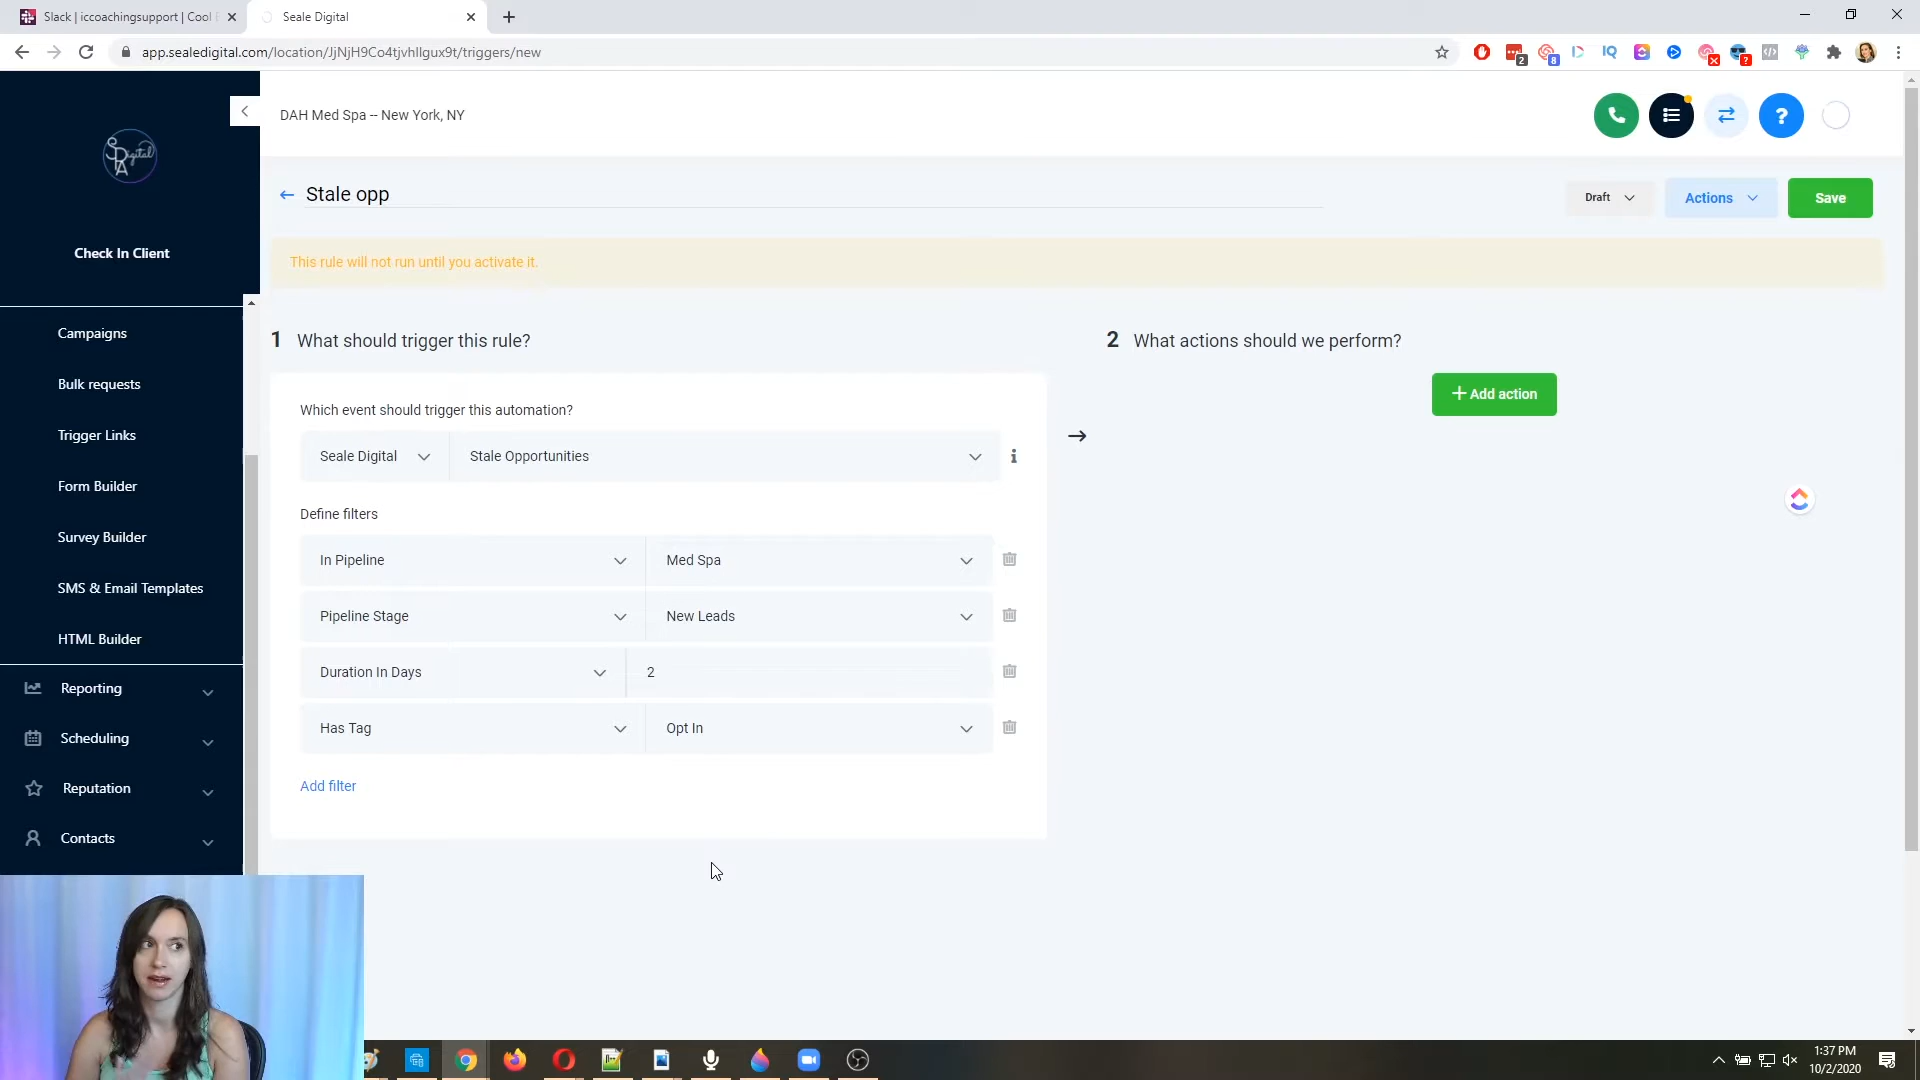 Slack | iccoachingsupport | Cool
Seale Digital
app.sealedigital.com/location/JjNjH9Co4tjvhIlgux9t/triggers/new
2
8
?
DAH Med Spa -- New York, NY
?
SPA
Digital
Check In Client
Stale opp
Draft
Actions
Save
This rule will not run until you activate it.
Campaigns
Bulk requests
Trigger Links
Form Builder
Survey Builder
SMS & Email Templates
HTML Builder
Reporting
Scheduling
Reputation
Contacts
1 What should trigger this rule?
Which event should trigger this automation?
Seale Digital
Stale Opportunities
Define filters
In Pipeline
Med Spa
Pipeline Stage
New Leads
Duration In Days
2
Has Tag
Opt In
Add filter
2 What actions should we perform?
+ Add action
1:37 PM
10/2/2020